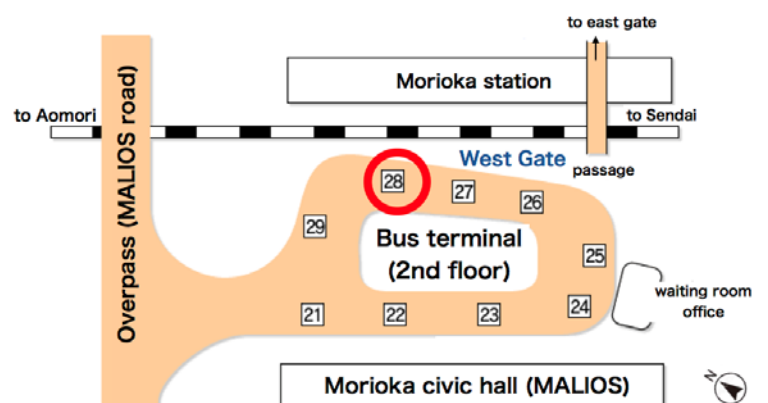 to east gate
Morioka station
to Aomori
to Sendai
West Gate
passage
28
27
26
29
Bus terminal
(2nd floor)
25
Overpass (MALIOS road)
waiting room
office
24
21
22
23
Morioka civic hall (MALIOS)
N